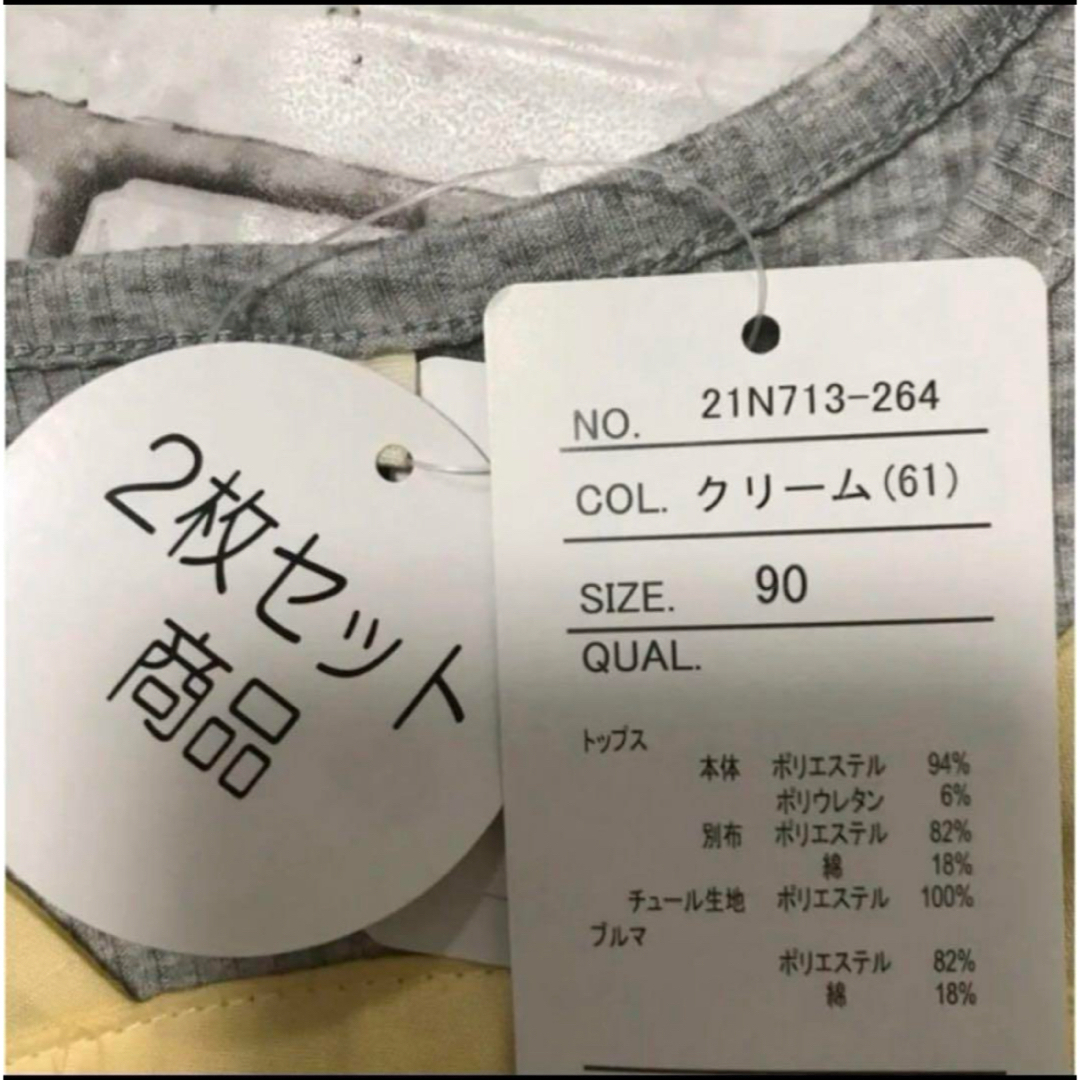 2枚セット
商品
NO. 21N713-264
COL. クリーム(61)
SIZE. 90
QUAL.
トップス
本体 ポリエステル 94%
ポリウレタン 6%
別布 ポリエステル 82%
綿 18%
チュール生地 ポリエステル 100%
ブルマ
ポリエステル 82%
綿 18%